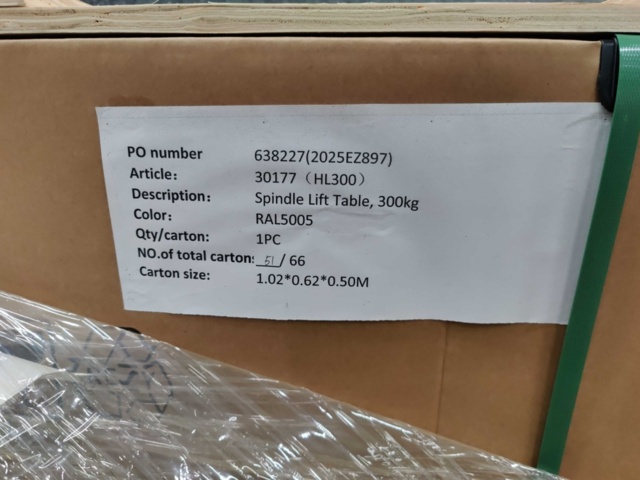 PO number 638227(2025EZ897)
Article: 30177（HL300）
Description: Spindle Lift Table, 300kg
Color: RAL5005
Qty/carton: 1PC
NO.of total carton: 51/66
Carton size: 1.02*0.62*0.50M